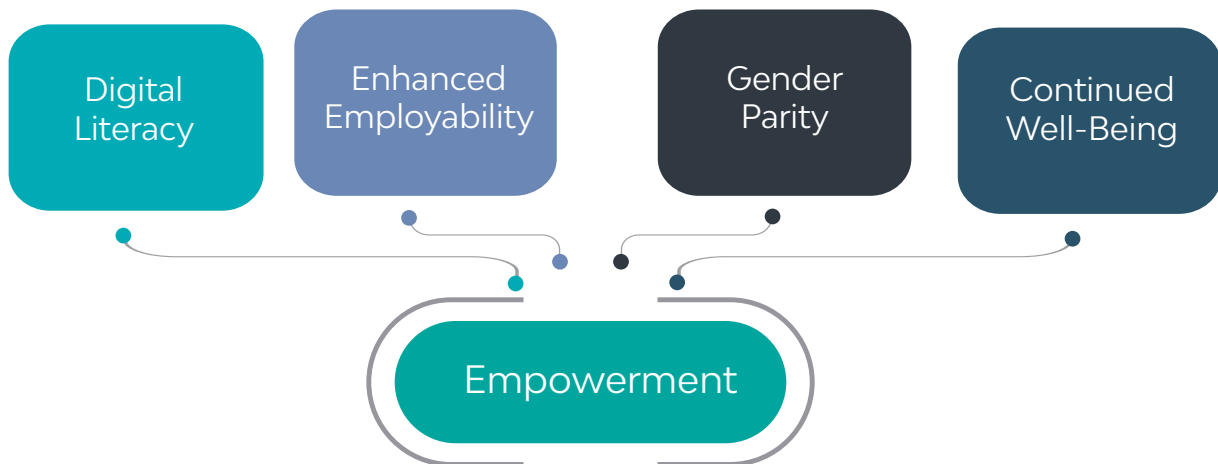 Digital
Literacy
Enhanced
Employability
Gender
Parity
Continued
Well-Being
Empowerment